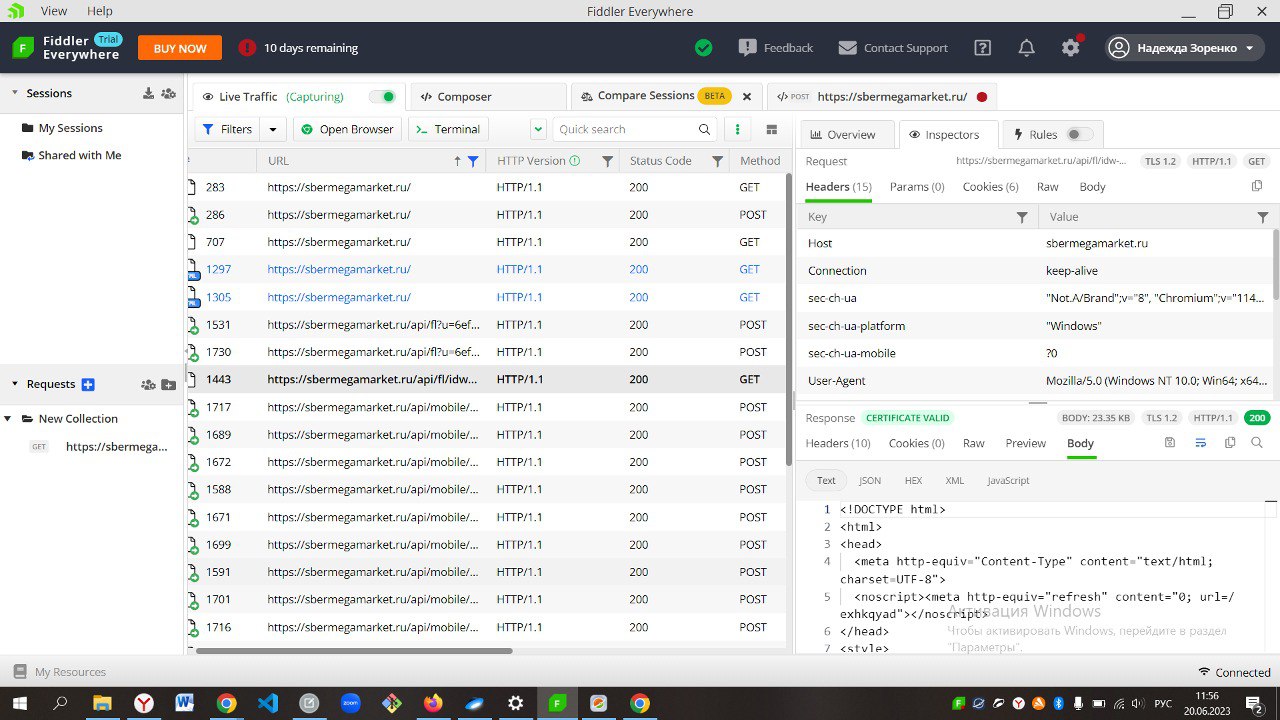 View Help Fiddler Everywhere
Fiddler Everywhere Trial BUY NOW 10 days remaining Feedback Contact Support Надежда Зоренко
Sessions
My Sessions
Shared with Me
Requests
New Collection
GET https://sbermega...
Live Traffic (Capturing) Composer Compare Sessions BETA POST https://sbermegamarket.ru/
Filters Open Browser Terminal Quick search
URL HTTP Version Status Code Method
283 https://sbermegamarket.ru/ HTTP/1.1 200 GET
286 https://sbermegamarket.ru/ HTTP/1.1 200 POST
707 https://sbermegamarket.ru/ HTTP/1.1 200 GET
1297 https://sbermegamarket.ru/ HTTP/1.1 200 GET
1305 https://sbermegamarket.ru/ HTTP/1.1 200 GET
1531 https://sbermegamarket.ru/api/fl?u=6ef... HTTP/1.1 200 POST
1730 https://sbermegamarket.ru/api/fl?u=6ef... HTTP/1.1 200 POST
1443 https://sbermegamarket.ru/api/fl/idw... HTTP/1.1 200 GET
1717 https://sbermegamarket.ru/api/mobile/... HTTP/1.1 200 POST
1689 https://sbermegamarket.ru/api/mobile/... HTTP/1.1 200 POST
1672 https://sbermegamarket.ru/api/mobile/... HTTP/1.1 200 POST
1588 https://sbermegamarket.ru/api/mobile/... HTTP/1.1 200 POST
1671 https://sbermegamarket.ru/api/mobile/... HTTP/1.1 200 POST
1699 https://sbermegamarket.ru/api/mobile/... HTTP/1.1 200 POST
1591 https://sbermegamarket.ru/api/mobile/... HTTP/1.1 200 POST
1701 https://sbermegamarket.ru/api/mobile/... HTTP/1.1 200 POST
1716 https://sbermegamarket.ru/api/mobile/... HTTP/1.1 200 POST
Overview Inspectors Rules
Request https://sbermegamarket.ru/api/fl/idw-... TLS 1.2 HTTP/1.1 GET
Headers (15) Params (0) Cookies (6) Raw Body
Key Value
Host sbermegamarket.ru
Connection keep-alive
sec-ch-ua "Not.A/Brand";v="8", "Chromium";v="114...
sec-ch-ua-platform "Windows"
sec-ch-ua-mobile ?0
User-Agent Mozilla/5.0 (Windows NT 10.0; Win64; x64...
Response CERTIFICATE VALID BODY: 23.35 KB TLS 1.2 HTTP/1.1 200
Headers (10) Cookies (0) Raw Preview Body
Text JSON HEX XML JavaScript
1 <!DOCTYPE html>
2 <html>
3 <head>
4 <meta http-equiv="Content-Type" content="text/html;
charset=UTF-8">
5 <noscript><meta http-equiv="refresh" content="0; url=/
exhkqyad"></noscript>
6 </head>
7 <style>
Активация Windows
Чтобы активировать Windows, перейдите в раздел
"Параметры".
My Resources Connected
zoom
РУС
11:56
20.06.2023
2